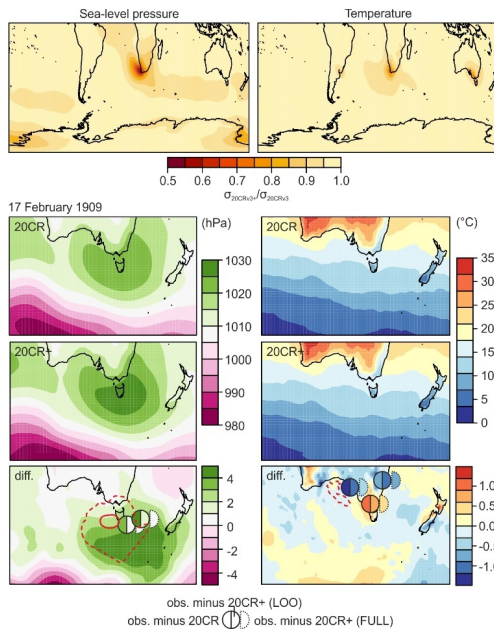 Sea-level pressure
Temperature
0.5 0.6 0.7 0.8 0.9 1.0
σ20CRv3+/σ20CRv3
17 February 1909
(hPa)
(°C)
20CR
20CR
1030
1020
1010
1000
990
980
35
30
25
20
15
10
5
0
20CR+
20CR+
diff.
diff.
4
2
0
-2
-4
1.0
0.5
0.0
-0.5
-1.0
obs. minus 20CR+ (LOO)
obs. minus 20CR
obs. minus 20CR+ (FULL)